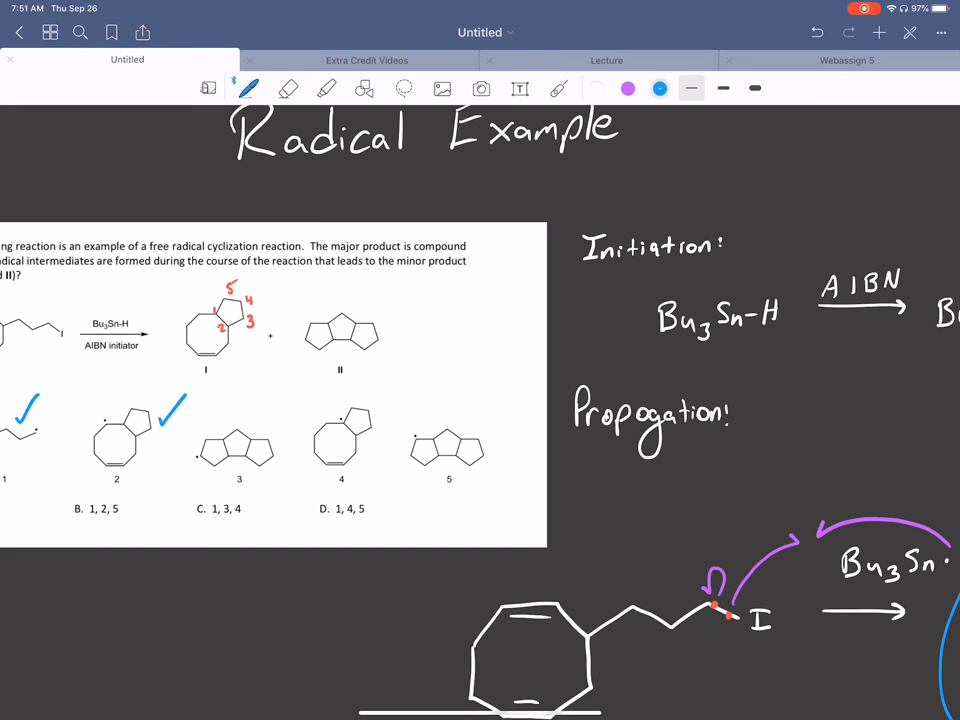 7:51 AM Thu Sep 26
97%
Untitled
Untitled
Extra Credit Videos
Lecture
Webassign 5
T
Radical Example
ng reaction is an example of a free radical cyclization reaction. The major product is compound
dical intermediates are formed during the course of the reaction that leads to the minor product
d II)?
Initiation:
5
1
4
2
3
I
Bu3Sn-H
AIBN initiator
+
I
II
Bu3Sn-H
AIBN
Bu
Propogation:
1
2
3
4
5
B. 1, 2, 5
C. 1, 3, 4
D. 1, 4, 5
I
Bu3Sn·